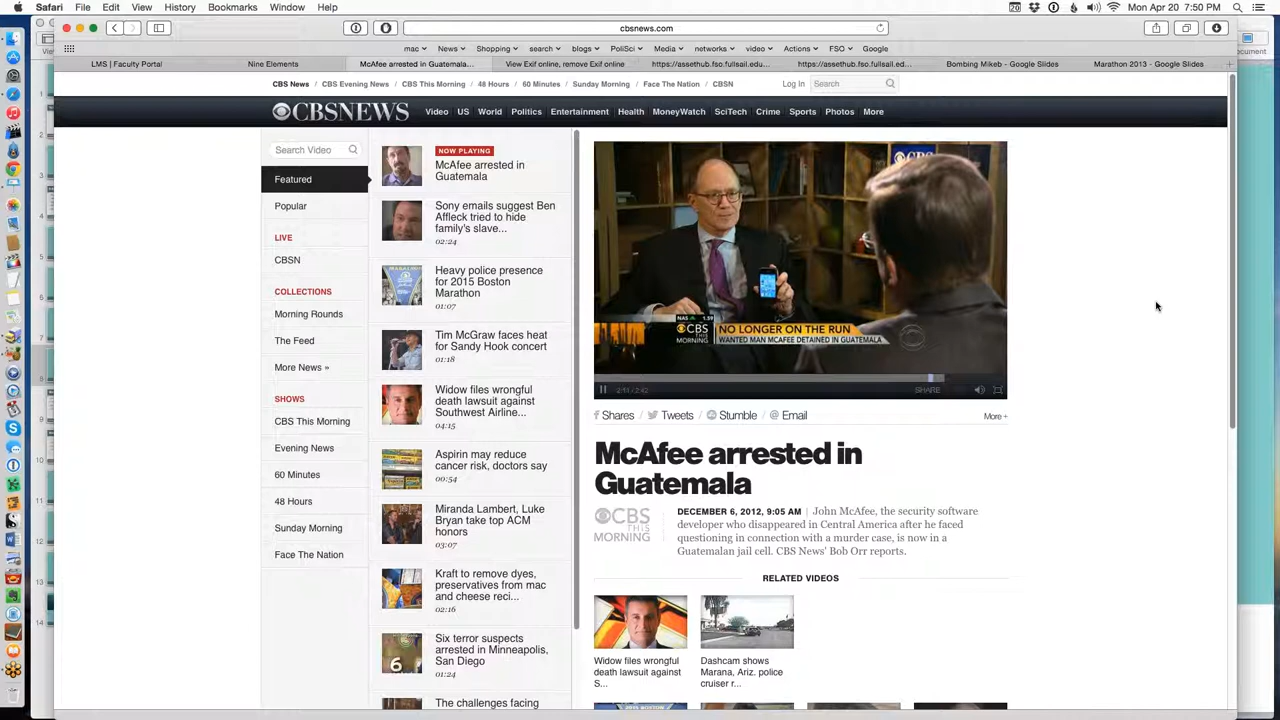 Safari File Edit View History Bookmarks Window Help
20
Mon Apr 20 7:50 PM
cbsnews.com
mac News Shopping search blogs PoliSci Media networks video Actions FSO Google
LMS | Faculty Portal
Nine Elements
McAfee arrested in Guatemala...
View Exif online, remove Exif online
https://assethub.fso.fullsail.edu...
https://assethub.fso.fullsail.ed...
Bombing Mikeb - Google Slides
Marathon 2013 - Google Slides
CBS News CBS Evening News CBS This Morning 48 Hours 60 Minutes Sunday Morning Face The Nation CBSN
Log In
Search
CBSNEWS
Video US World Politics Entertainment Health MoneyWatch SciTech Crime Sports Photos More
Search Video
Featured
Popular
LIVE
CBSN
COLLECTIONS
Morning Rounds
The Feed
More News »
SHOWS
CBS This Morning
Evening News
60 Minutes
48 Hours
Sunday Morning
Face The Nation
NOW PLAYING
McAfee arrested in
Guatemala
Sony emails suggest Ben
Affleck tried to hide
family's slave...
02:24
Heavy police presence
for 2015 Boston
Marathon
01:07
Tim McGraw faces heat
for Sandy Hook concert
01:18
Widow files wrongful
death lawsuit against
Southwest Airline...
04:15
Aspirin may reduce
cancer risk, doctors say
00:54
Miranda Lambert, Luke
Bryan take top ACM
honors
03:07
Kraft to remove dyes,
preservatives from mac
and cheese reci...
02:16
Six terror suspects
arrested in Minneapolis,
San Diego
01:24
The challenges facing
CBS
NAS 1.59
CBS
THIS
MORNING
NO LONGER ON THE RUN
WANTED MAN MCAFEE DETAINED IN GUATEMALA
SHARE
Shares / Tweets / Stumble / Email
More +
McAfee arrested in
Guatemala
CBS
THIS
MORNING
DECEMBER 6, 2012, 9:05 AM | John McAfee, the security software
developer who disappeared in Central America after he faced
questioning in connection with a murder case, is now in a
Guatemalan jail cell. CBS News' Bob Orr reports.
RELATED VIDEOS
Widow files wrongful
death lawsuit against
S...
Dashcam shows
Marana, Ariz. police
cruiser r...